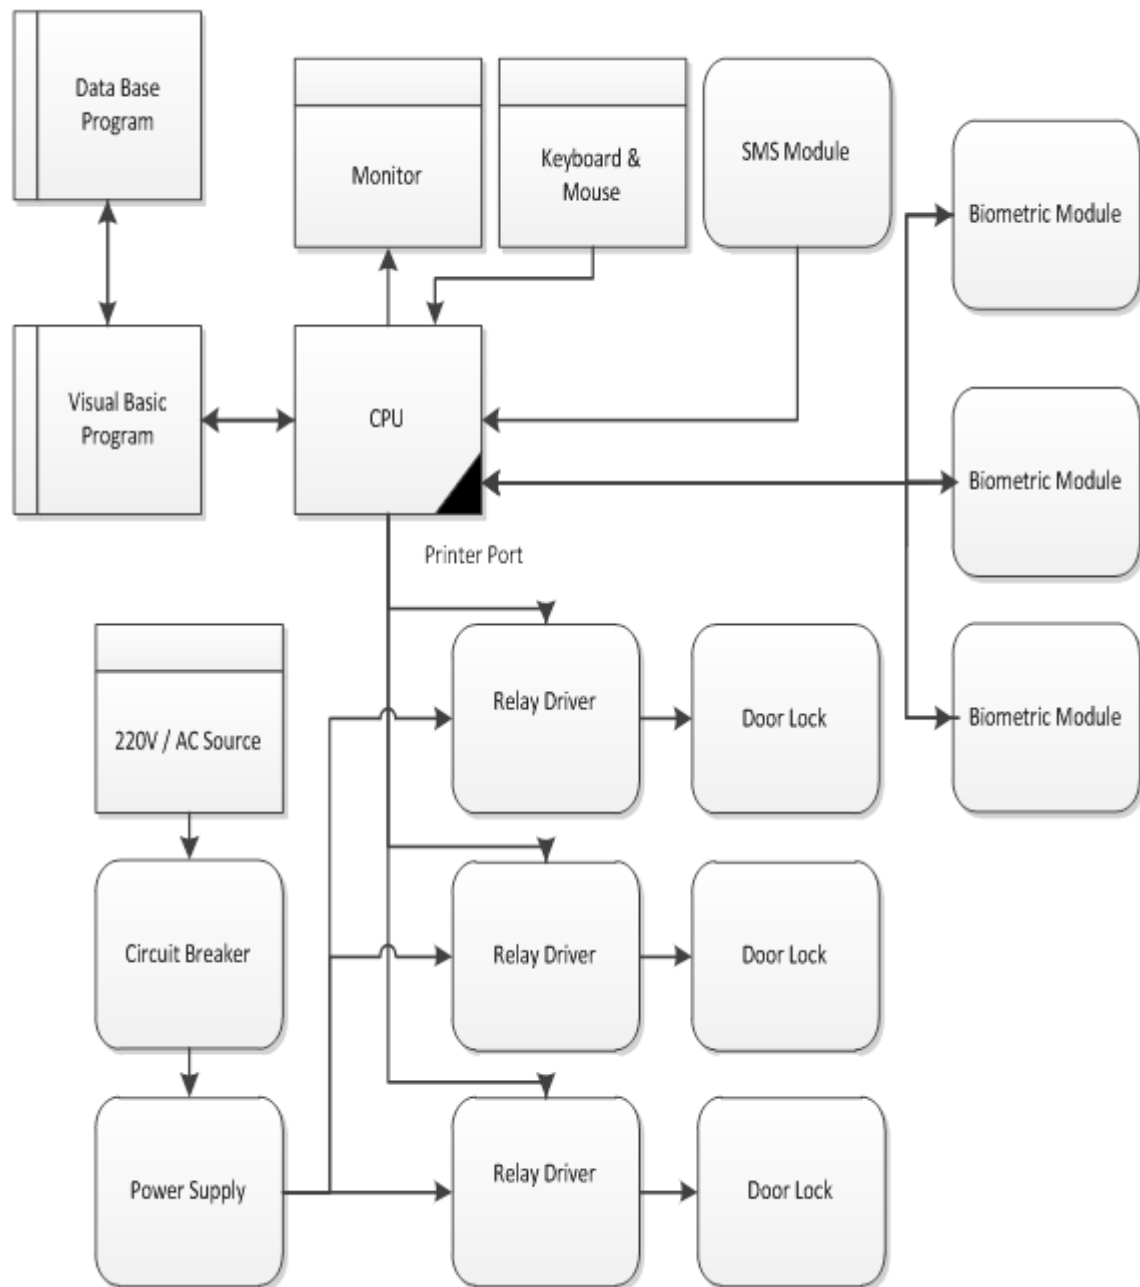 Data Base
Program
Monitor
Keyboard &
Mouse
SMS Module
Biometric Module
Visual Basic
Program
CPU
Biometric Module
Printer Port
220V / AC Source
Relay Driver
Door Lock
Biometric Module
Circuit Breaker
Relay Driver
Door Lock
Power Supply
Relay Driver
Door Lock